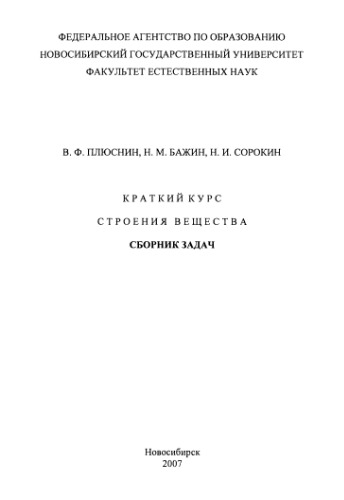 ФЕДЕРАЛЬНОЕ АГЕНТСТВО ПО ОБРАЗОВАНИЮ
НОВОСИБИРСКИЙ ГОСУДАРСТВЕННЫЙ УНИВЕРСИТЕТ
ФАКУЛЬТЕТ ЕСТЕСТВЕННЫХ НАУК
В. Ф. ПЛЮСНИН, Н. М. БАЖИН, Н. И. СОРОКИН
КРАТКИЙ КУРС
СТРОЕНИЯ ВЕЩЕСТВА
СБОРНИК ЗАДАЧ
Новосибирск
2007